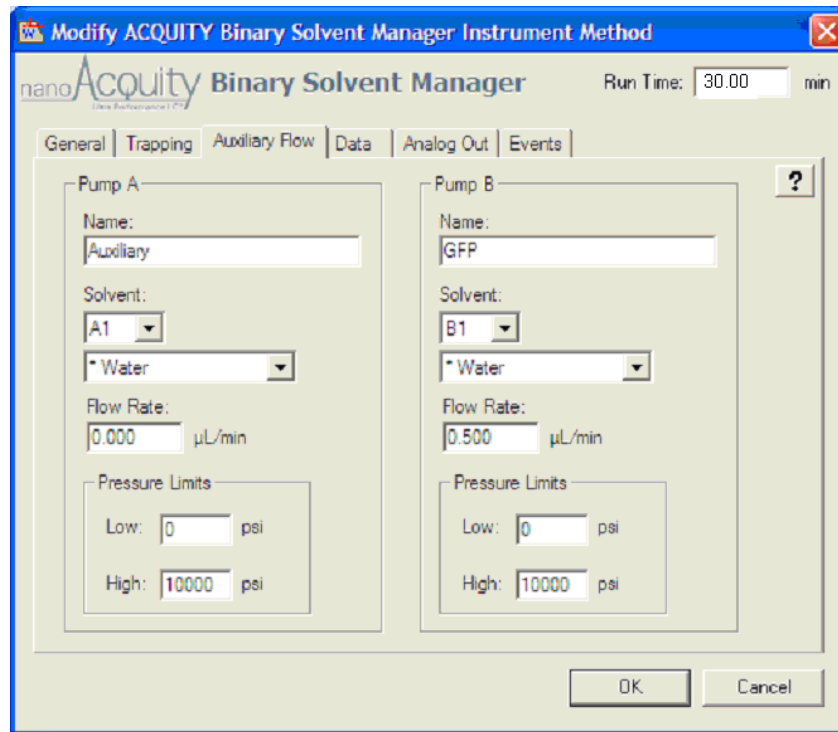 Modify ACQUITY Binary Solvent Manager Instrument Method
nanoAcquity Binary Solvent Manager Run Time: 30.00 min
General Trapping Auxiliary Flow Data Analog Out Events
?
Pump A
Name:
Auxiliary
Solvent:
A1
* Water
Flow Rate:
0.000 µL/min
Pressure Limits
Low: 0 psi
High: 10000 psi
Pump B
Name:
GFP
Solvent:
B1
* Water
Flow Rate:
0.500 µL/min
Pressure Limits
Low: 0 psi
High: 10000 psi
OK Cancel